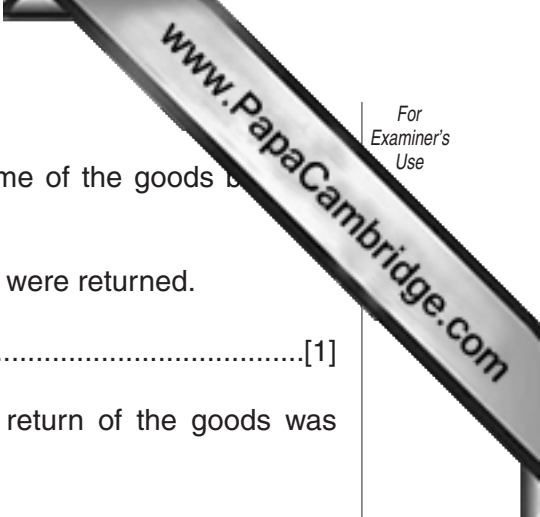 www.PapaCambridge.com
For
Examiner's
Use
me of the goods b
were returned.
....................................[1]
return of the goods was